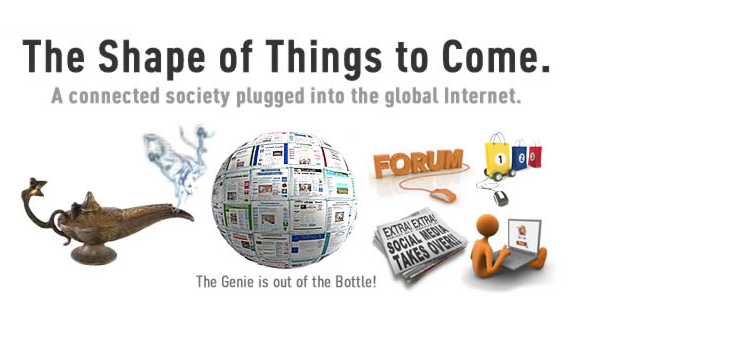 The Shape of Things to Come.
A connected society plugged into the global Internet.
FORUM
1 2 3
EXTRA! EXTRA!
SOCIAL MEDIA
TAKES OVER!!
The Genie is out of the Bottle!